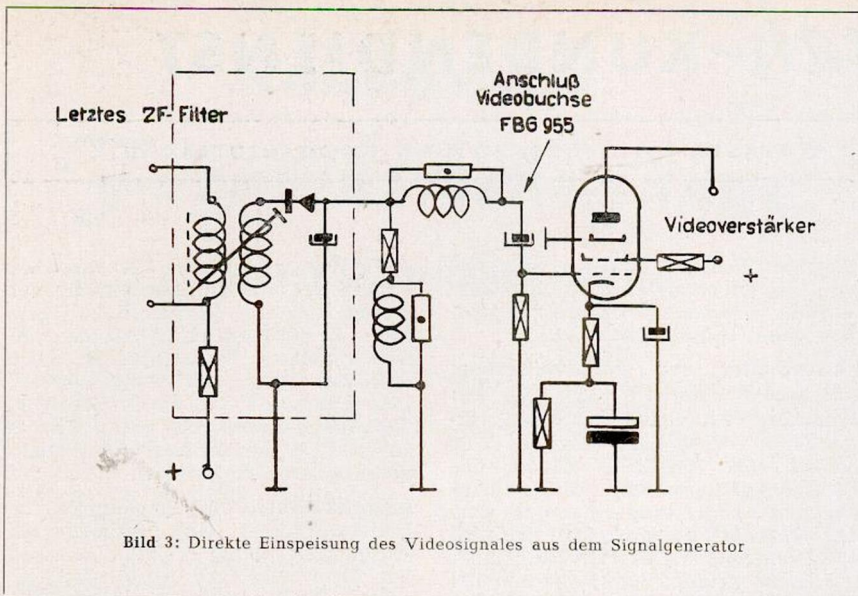 Letztes ZF-Filter
Anschluß
Videobuchse
FBG 955
Videoverstärker
+
+
Bild 3: Direkte Einspeisung des Videosignales aus dem Signalgenerator